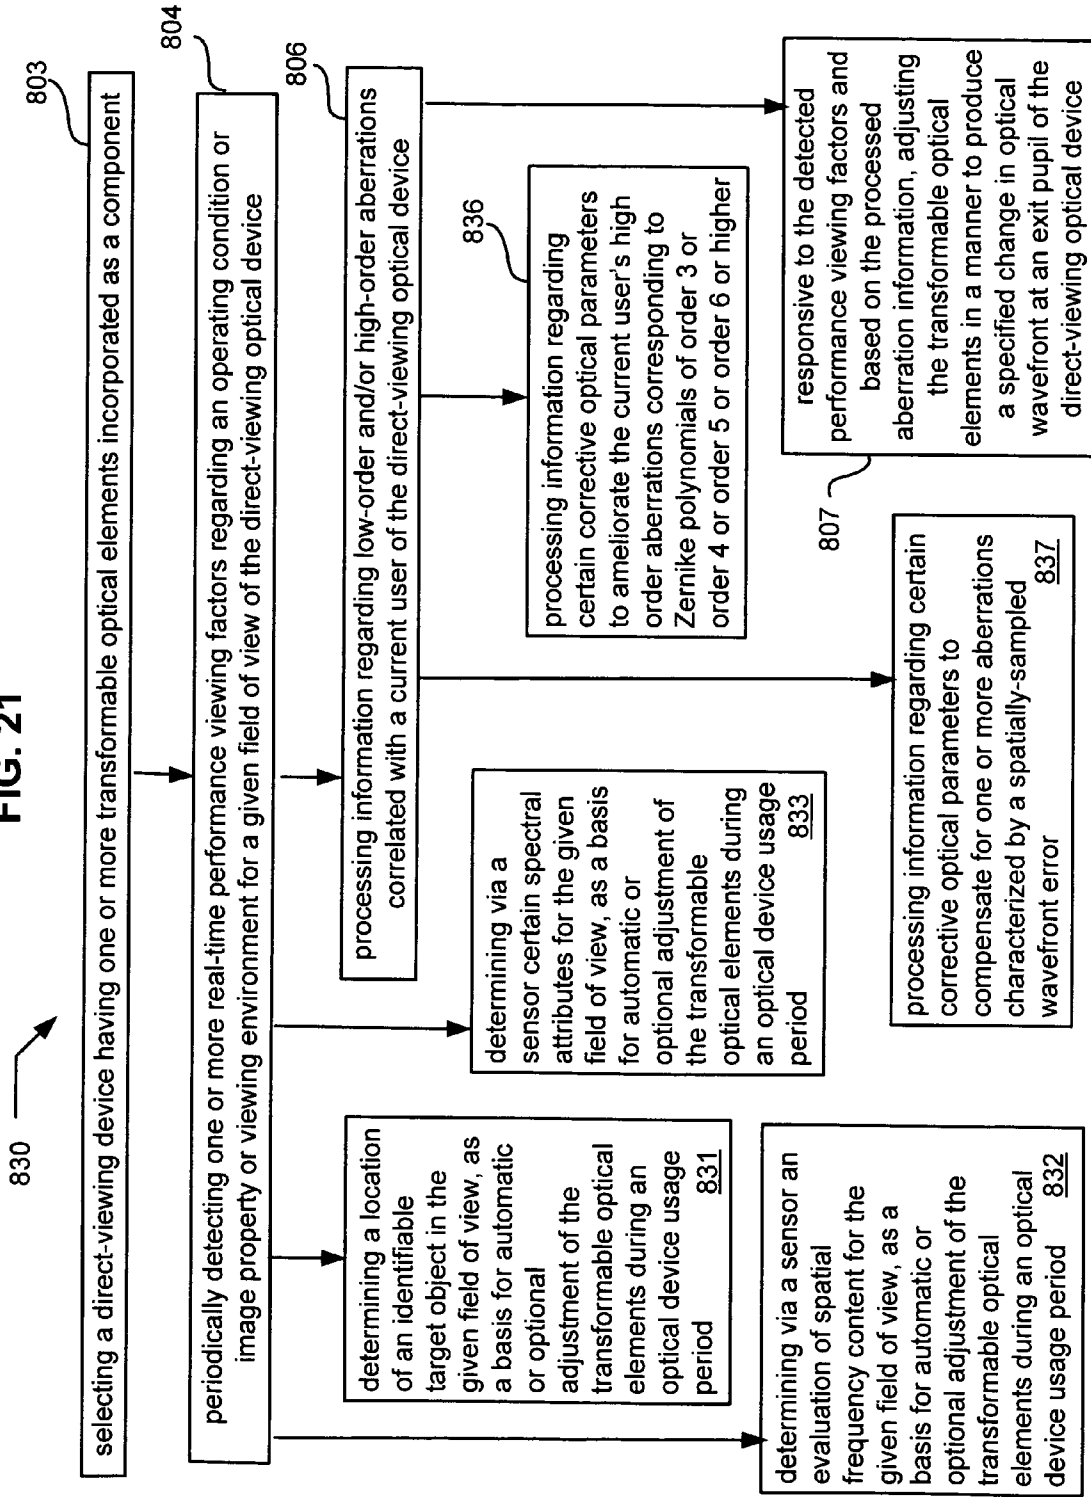 FIG. 21
830
803
selecting a direct-viewing device having one or more transformable optical elements incorporated as a component
804
periodically detecting one or more real-time performance viewing factors regarding an operating condition or
image property or viewing environment for a given field of view of the direct-viewing optical device
806
processing information regarding low-order and/or high-order aberrations
correlated with a current user of the direct-viewing optical device
determining a location
of an identifiable
target object in the
given field of view, as
a basis for automatic
or optional
adjustment of the
transformable optical
elements during an
optical device usage
period 831
determining via a sensor an
evaluation of spatial
frequency content for the
given field of view, as a
basis for automatic or
optional adjustment of the
transformable optical
elements during an optical
device usage period 832
determining via a
sensor certain spectral
attributes for the given
field of view, as a basis
for automatic or
optional adjustment of
the transformable
optical elements during
an optical device usage
period 833
836
processing information regarding
certain corrective optical parameters
to ameliorate the current user's high
order aberrations corresponding to
Zernike polynomials of order 3 or
order 4 or order 5 or order 6 or higher
processing information regarding certain
corrective optical parameters to
compensate for one or more aberrations
characterized by a spatially-sampled
wavefront error 837
807
responsive to the detected
performance viewing factors and
based on the processed
aberration information, adjusting
the transformable optical
elements in a manner to produce
a specified change in optical
wavefront at an exit pupil of the
direct-viewing optical device